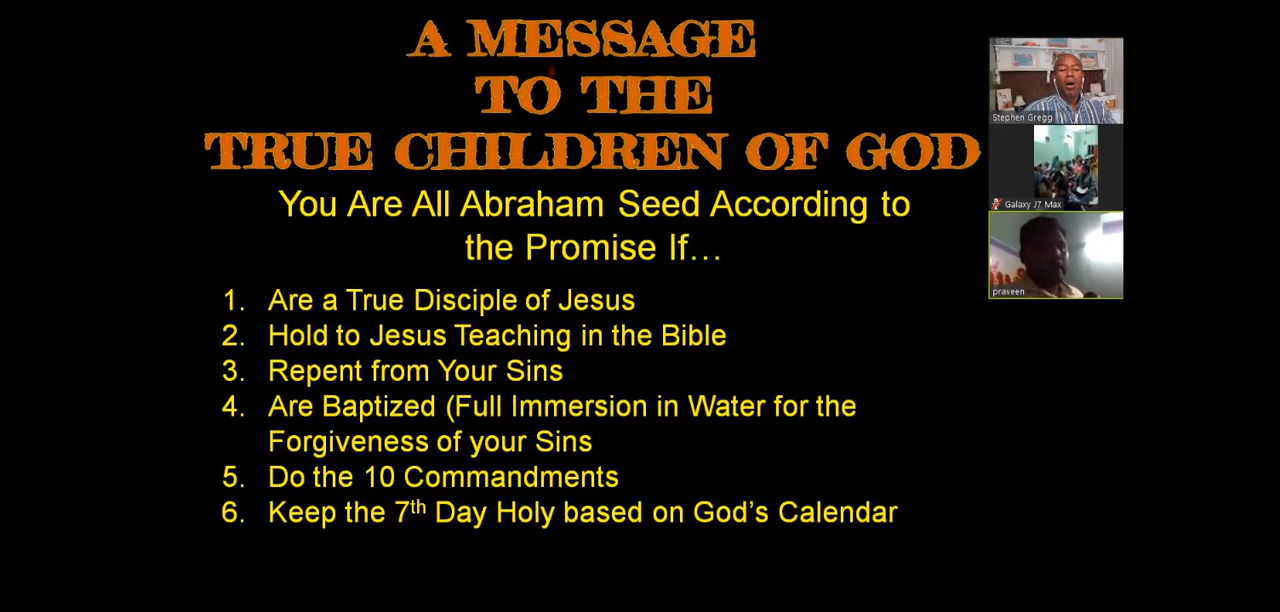 A MESSAGE
TO THE
TRUE CHILDREN OF GOD
You Are All Abraham Seed According to
the Promise If…
1. Are a True Disciple of Jesus
2. Hold to Jesus Teaching in the Bible
3. Repent from Your Sins
4. Are Baptized (Full Immersion in Water for the
Forgiveness of your Sins
5. Do the 10 Commandments
6. Keep the 7th Day Holy based on God's Calendar
Stephen Gregg
Galaxy J7 Max
praveen